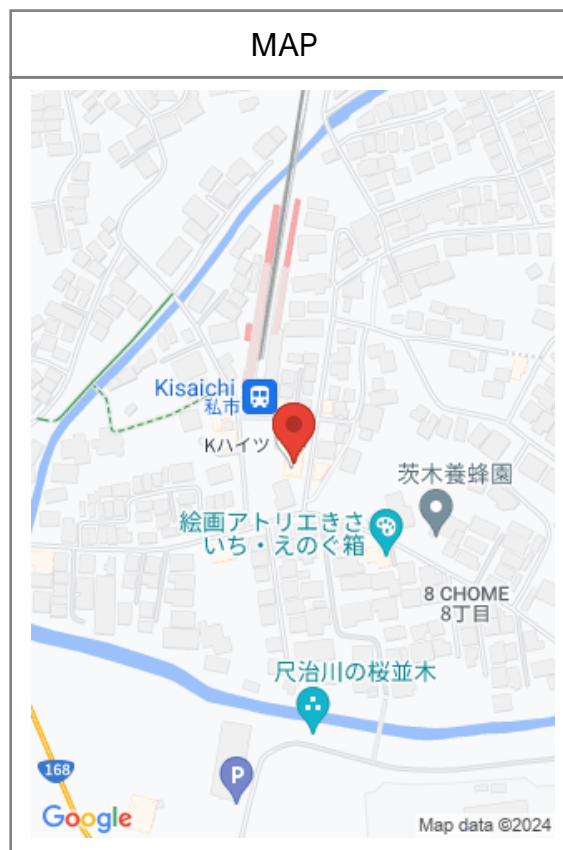 MAP
Kisaichi
私市
Kハイツ
茨木養蜂園
絵画アトリエきさ
いち・えのぐ箱
8 CHOME
8丁目
尺治川の桜並木
168
P
Google
Map data ©2024